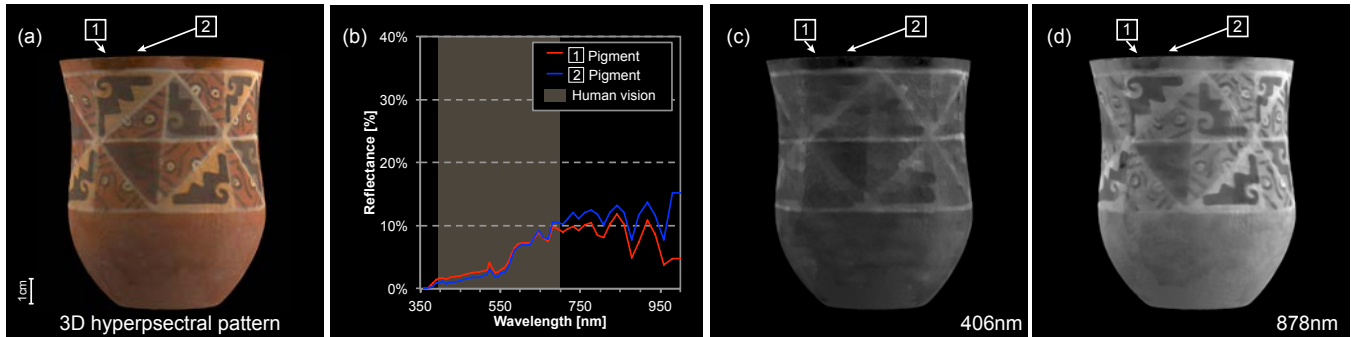 (a)
1
2
1cm
3D hyperpsectral pattern
(b)
40%
30%
20%
10%
0%
Reflectance [%]
1 Pigment
2 Pigment
Human vision
350
550
750
950
Wavelength [nm]
(c)
1
2
406nm
(d)
1
2
878nm